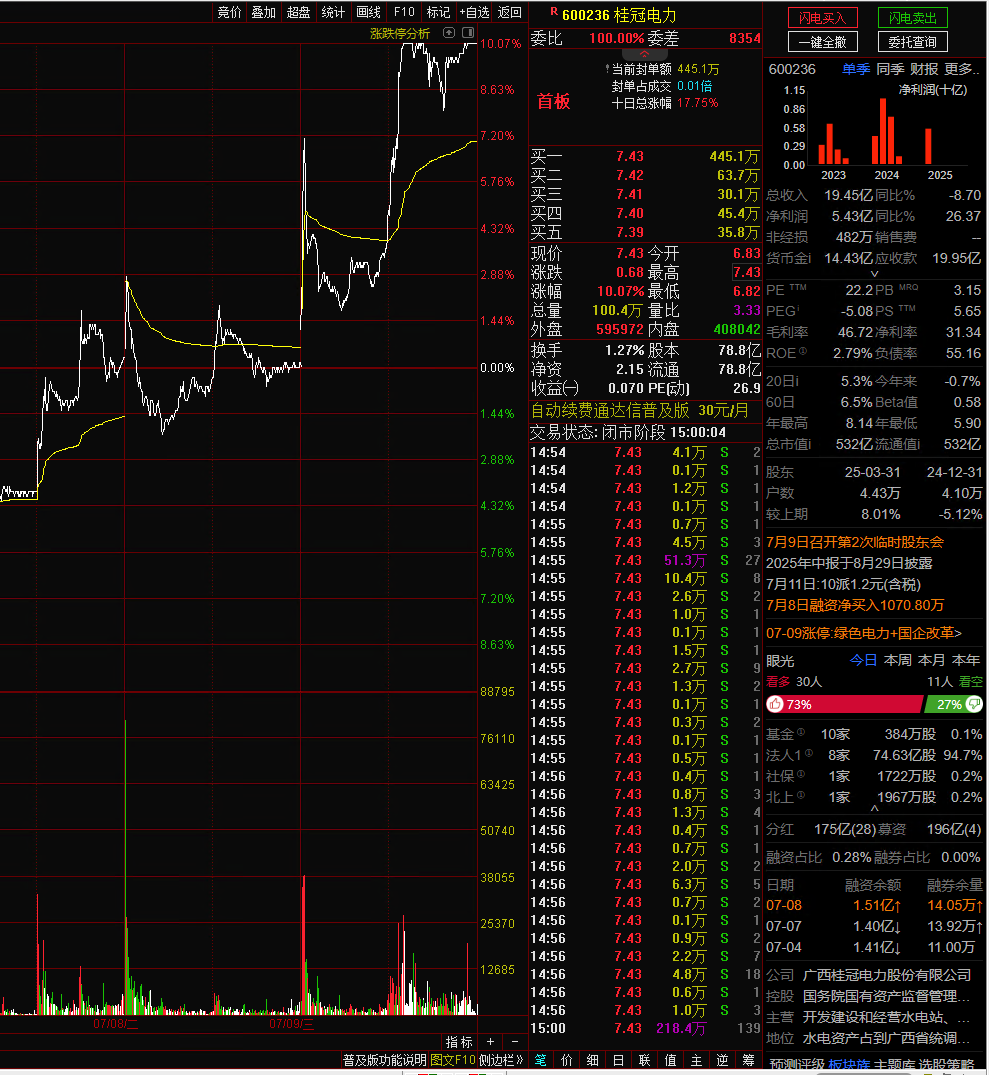 竞价 叠加 超盘 统计 画线 F10 标记 +自选 返回
涨跌停分析
10.07%
8.63%
7.20%
5.76%
4.32%
2.88%
1.44%
0.00%
1.44%
2.88%
4.32%
5.76%
7.20%
8.63%
88795
76110
63425
50740
38055
25370
12685
07/08/二
07/09/三
指标 + −
普及版功能说明 图文F10 侧边栏》
R 600236 桂冠电力
委比 100.00% 委差 8354
首板
当前封单额 445.1万
封单占成交 0.01倍
十日总涨幅 17.75%
买一 7.43 445.1万
买二 7.42 63.7万
买三 7.41 30.1万
买四 7.40 45.4万
买五 7.39 35.8万
现价 7.43 今开 6.83
涨跌 0.68 最高 7.43
涨幅 10.07% 最低 6.82
总量 100.4万 量比 3.33
外盘 595972 内盘 408042
换手 1.27% 股本 78.8亿
净资 2.15 流通 78.8亿
收益㈠ 0.070 PE(动) 26.9
自动续费通达信普及版 30元/月
交易状态: 闭市阶段 15:00:04
14:54 7.43 4.1万 S 2
14:54 7.43 0.1万 S 1
14:54 7.43 1.2万 S 1
14:54 7.43 0.1万 S 1
14:55 7.43 0.7万 S 1
14:55 7.43 4.5万 S 3
14:55 7.43 51.3万 S 27
14:55 7.43 10.4万 S 8
14:55 7.43 2.6万 S 2
14:55 7.43 1.0万 S 1
14:55 7.43 0.1万 S 1
14:55 7.43 1.5万 S 1
14:55 7.43 2.7万 S 9
14:55 7.43 1.3万 S 2
14:55 7.43 0.1万 S 1
14:55 7.43 0.3万 S 2
14:55 7.43 0.1万 S 1
14:55 7.43 0.5万 S 1
14:56 7.43 0.4万 S 1
14:56 7.43 0.8万 S 3
14:56 7.43 1.3万 S 4
14:56 7.43 0.4万 S 1
14:56 7.43 0.7万 S 1
14:56 7.43 2.0万 S 2
14:56 7.43 6.3万 S 5
14:56 7.43 0.7万 S 2
14:56 7.43 0.1万 S 1
14:56 7.43 0.9万 S 2
14:56 7.43 2.2万 S 7
14:56 7.43 4.8万 S 18
14:56 7.43 0.6万 S 1
14:56 7.43 1.0万 S 3
15:00 7.43 218.4万 139
笔 价 细 日 联 值 主 逆 筹
闪电买入 闪电卖出
一键全撤 委托查询
600236 单季 同季 财报 更多..
净利润(十亿)
1.15
0.86
0.58
0.29
0.00
2023 2024 2025
总收入 19.45亿 同比% -8.70
净利润 5.43亿 同比% 26.37
非经损 482万 销售费 --
货币金i 14.43亿 应收款 19.95亿
PE TTM 22.2 PB MRQ 3.15
PEG -5.08 PS TTM 5.65
毛利率 46.72 净利率 31.34
ROE 2.79% 负债率 55.16
20日i 5.3% 今年来 -0.7%
60日 6.5% Beta值 0.58
年最高 8.14 年最低 5.90
总市值i 532亿 流通值i 532亿
股东 25-03-31 24-12-31
户数 4.43万 4.10万
较上期 8.01% -5.12%
7月9日召开第2次临时股东会
2025年中报于8月29日披露
7月11日:10派1.2元(含税)
7月8日融资净买入1070.80万
07-09涨停:绿色电力+国企改革>
眼光 今日 本周 本月 本年
看多 30人 11人 看空
73% 27%
基金 10家 384万股 0.1%
法人1 8家 74.63亿股 94.7%
社保 1家 1722万股 0.2%
北上 1家 1967万股 0.2%
分红 175亿(28) 募资 196亿(4)
融资占比 0.28% 融券占比 0.00%
日期 融资余额 融券余量
07-08 1.51亿↑ 14.05万↑
07-07 1.40亿↓ 13.92万↑
07-04 1.41亿↓ 11.00万
公司 广西桂冠电力股份有限公司
控股 国务院国有资产监督管理...
主营 开发建设和经营水电站、...
地位 水电资产占到广西省统调...
预测评级 板块族 主题库 选股策略